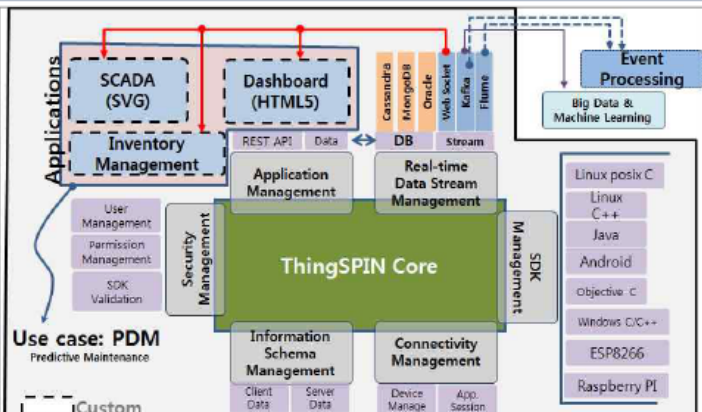 Applications
SCADA
(SVG)
Dashboard
(HTML5)
Inventory
Management
Cassandra
MongoDB
Oracle
Web Socket
Kafka
Flume
Event
Processing
Big Data &
Machine Learning
REST API
Data
DB
Stream
Application
Management
Real-time
Data Stream
Management
User
Management
Permission
Management
SDK
Validation
Security
Management
ThingSPIN Core
SDK
Management
Linux posix C
Linux
C++
Java
Android
Objective C
Windows C/C++
ESP8266
Raspberry PI
Use case: PDM
Predictive Maintenance
Information
Schema
Management
Connectivity
Management
Client
Data
Server
Data
Device
Manage
App.
Session
Custom